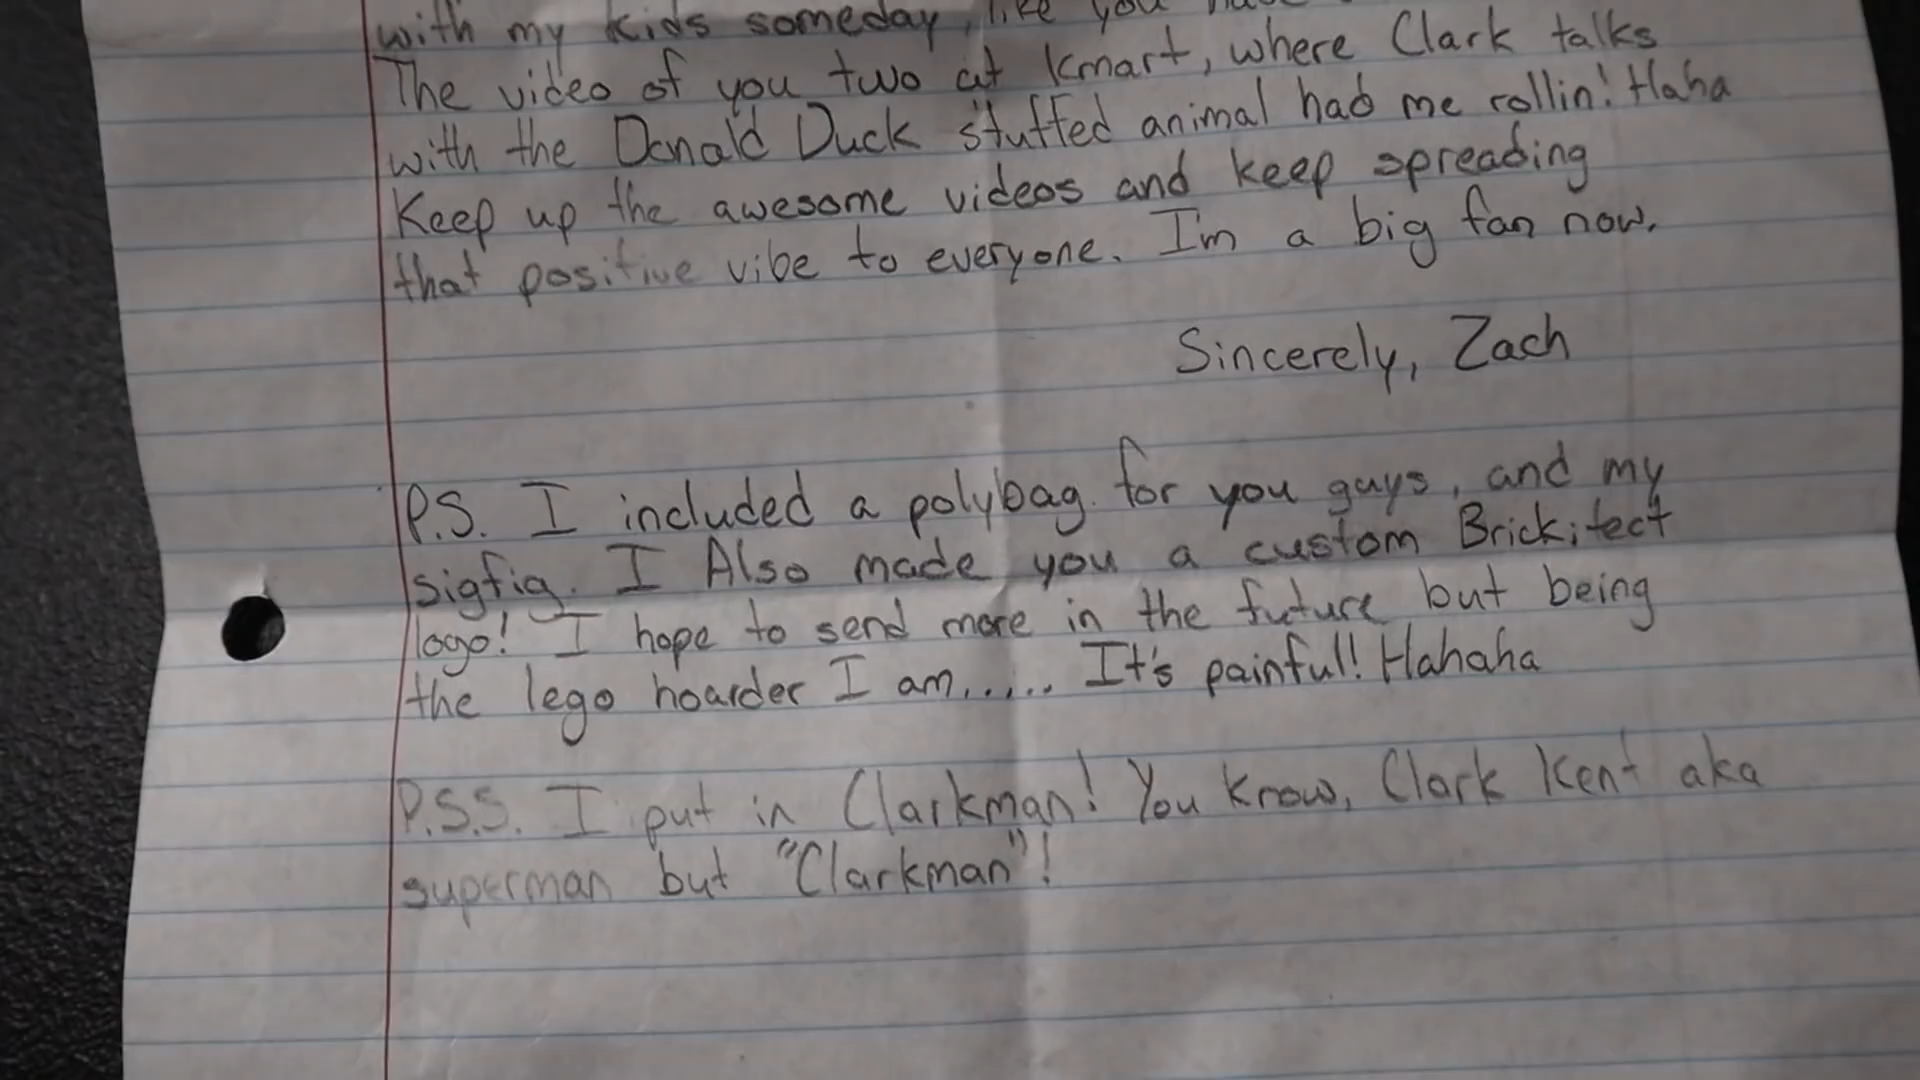 with my kids someday, like you
The video of you two at Kmart, where Clark talks
with the Donald Duck stuffed animal had me rollin! Haha
Keep up the awesome videos and keep spreading
that positive vibe to everyone. I'm a big fan now.
Sincerely, Zach
P.S. I included a polybag for you guys, and my
sigfig. I Also made you a custom Brickitect
logo! I hope to send more in the future but being
the lego hoarder I am...... It's painful! Hahaha
P.S.S. I put in Clarkman! You know, Clark Kent aka
superman but "Clarkman"!